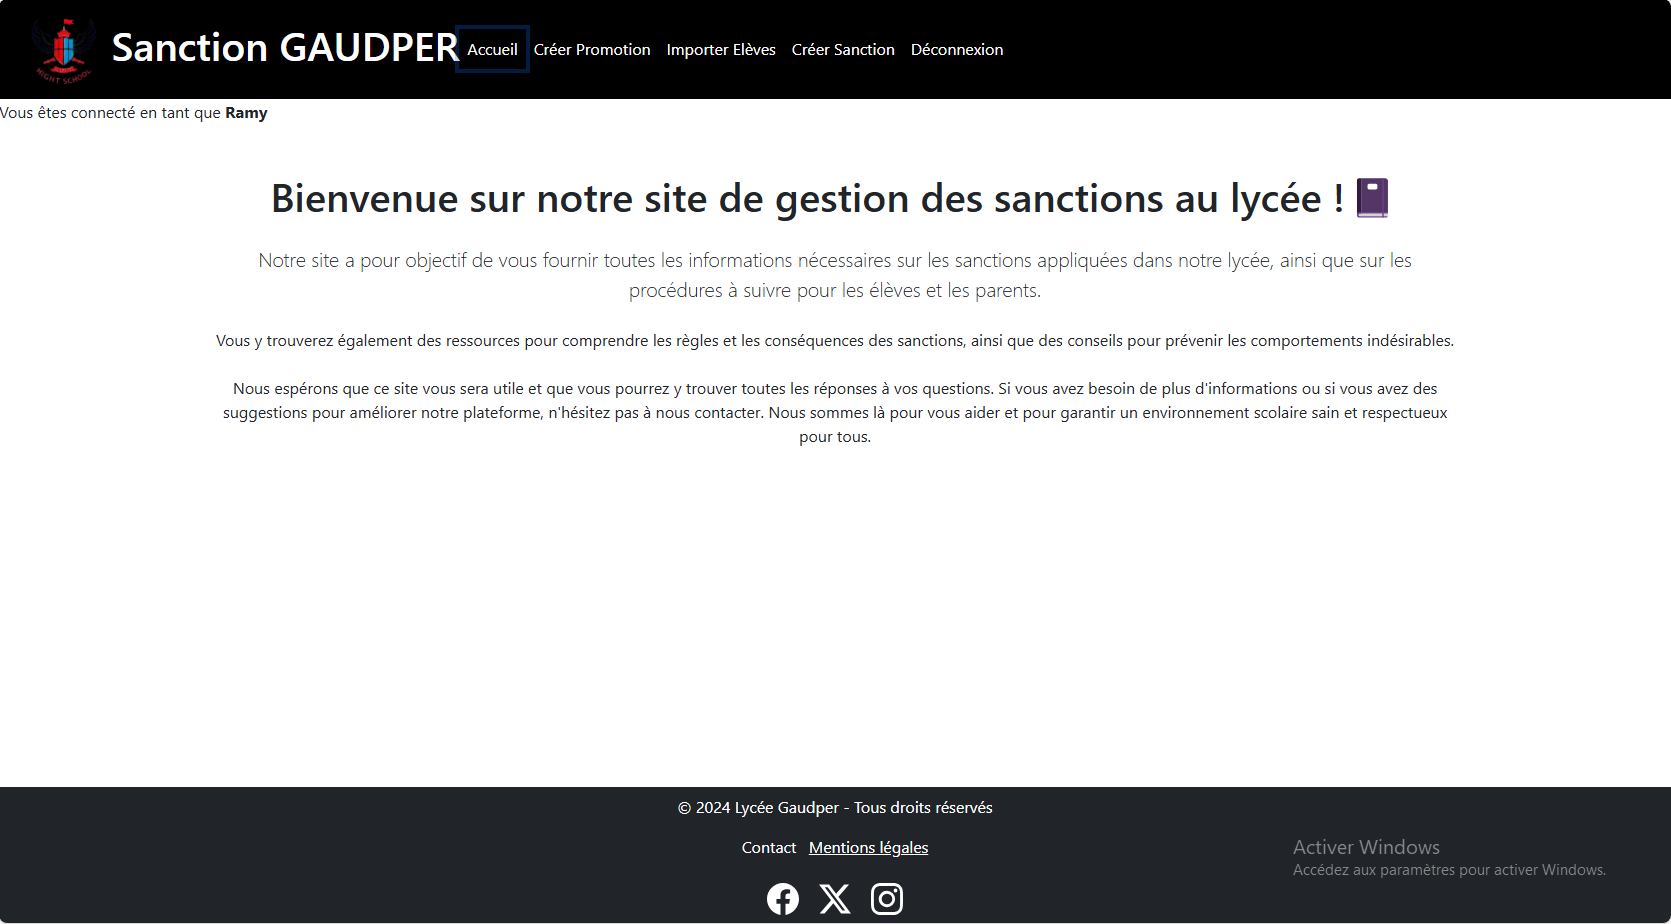 NIGHT SCHOOL
Sanction GAUDPER Accueil Créer Promotion Importer Elèves Créer Sanction Déconnexion
Vous êtes connecté en tant que Ramy
Bienvenue sur notre site de gestion des sanctions au lycée !
Notre site a pour objectif de vous fournir toutes les informations nécessaires sur les sanctions appliquées dans notre lycée, ainsi que sur les
procédures à suivre pour les élèves et les parents.
Vous y trouverez également des ressources pour comprendre les règles et les conséquences des sanctions, ainsi que des conseils pour prévenir les comportements indésirables.
Nous espérons que ce site vous sera utile et que vous pourrez y trouver toutes les réponses à vos questions. Si vous avez besoin de plus d'informations ou si vous avez des
suggestions pour améliorer notre plateforme, n'hésitez pas à nous contacter. Nous sommes là pour vous aider et pour garantir un environnement scolaire sain et respectueux
pour tous.
© 2024 Lycée Gaudper - Tous droits réservés
Contact Mentions légales
Activer Windows
Accédez aux paramètres pour activer Windows.